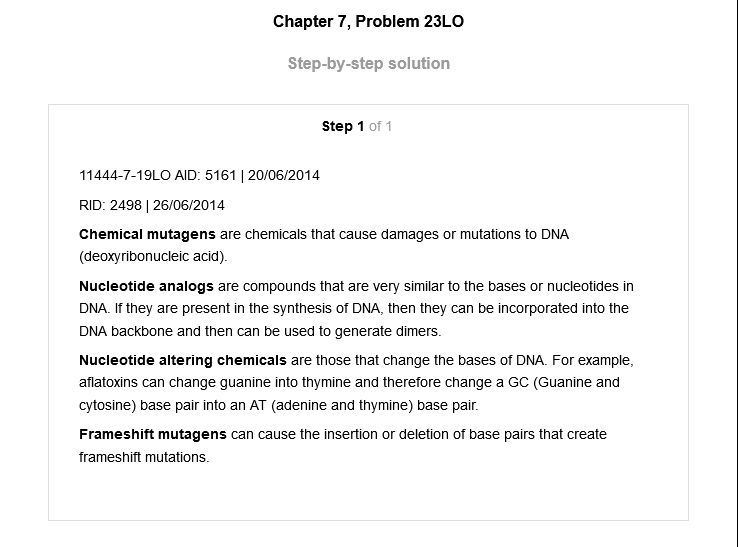 Chapter 7, Problem 23LO
Step-by-step solution
Step 1 of 1
11444-7-19LO AID: 5161 | 20/06/2014
RID: 2498 | 26/06/2014
Chemical mutagens are chemicals that cause damages or mutations to DNA
(deoxyribonucleic acid).
Nucleotide analogs are compounds that are very similar to the bases or nucleotides in
DNA. If they are present in the synthesis of DNA, then they can be incorporated into the
DNA backbone and then can be used to generate dimers.
Nucleotide altering chemicals are those that change the bases of DNA. For example,
aflatoxins can change guanine into thymine and therefore change a GC (Guanine and
cytosine) base pair into an AT (adenine and thymine) base pair.
Frameshift mutagens can cause the insertion or deletion of base pairs that create
frameshift mutations.